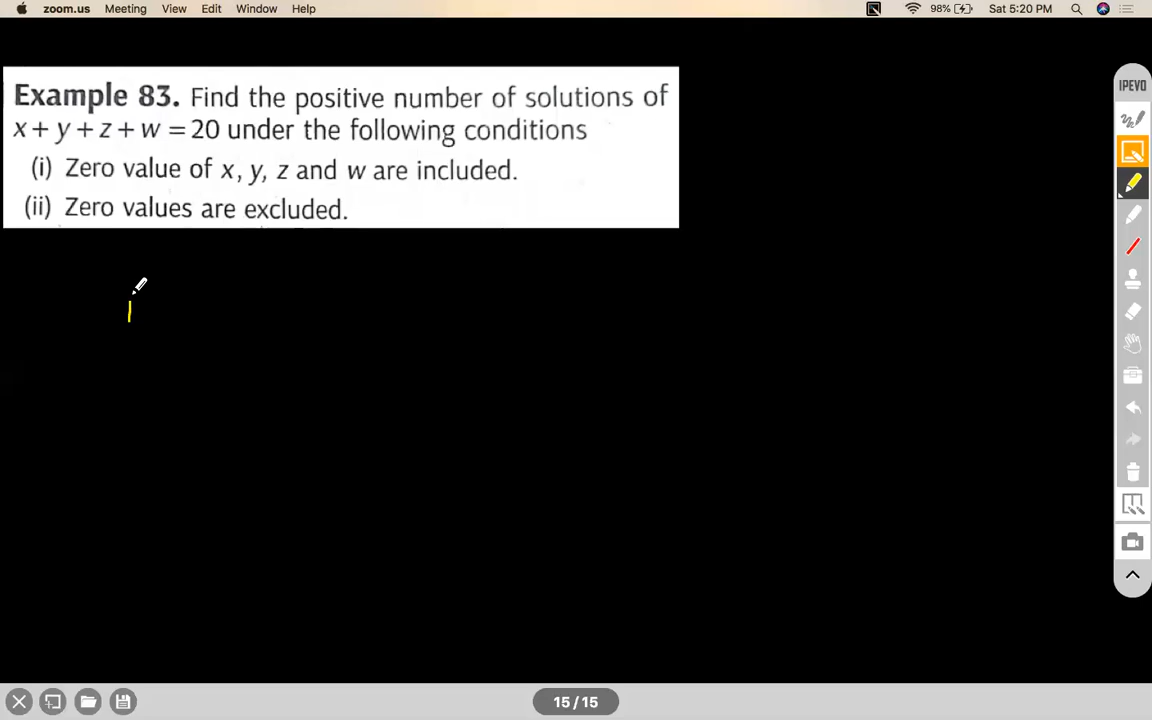 zoom.us Meeting View Edit Window Help 98% Sat 5:20 PM
Example 83. Find the positive number of solutions of
x + y + z + w = 20 under the following conditions
(i) Zero value of x, y, z and w are included.
(ii) Zero values are excluded.
IPEVO
15 / 15